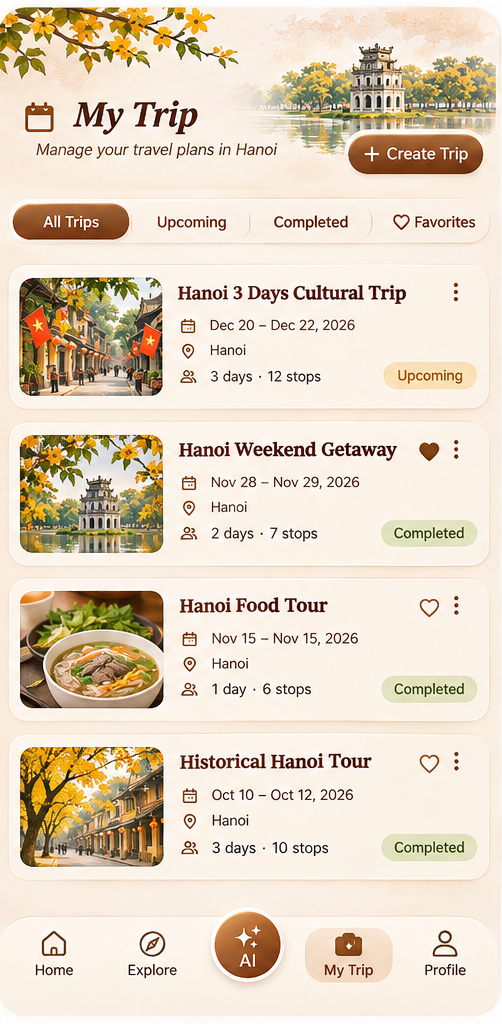 My Trip
Manage your travel plans in Hanoi
+ Create Trip
All Trips
Upcoming
Completed
Favorites
Hanoi 3 Days Cultural Trip
Dec 20 – Dec 22, 2026
Hanoi
3 days · 12 stops
Upcoming
Hanoi Weekend Getaway
Nov 28 – Nov 29, 2026
Hanoi
2 days · 7 stops
Completed
Hanoi Food Tour
Nov 15 – Nov 15, 2026
Hanoi
1 day · 6 stops
Completed
Historical Hanoi Tour
Oct 10 – Oct 12, 2026
Hanoi
3 days · 10 stops
Completed
Home
Explore
AI
My Trip
Profile